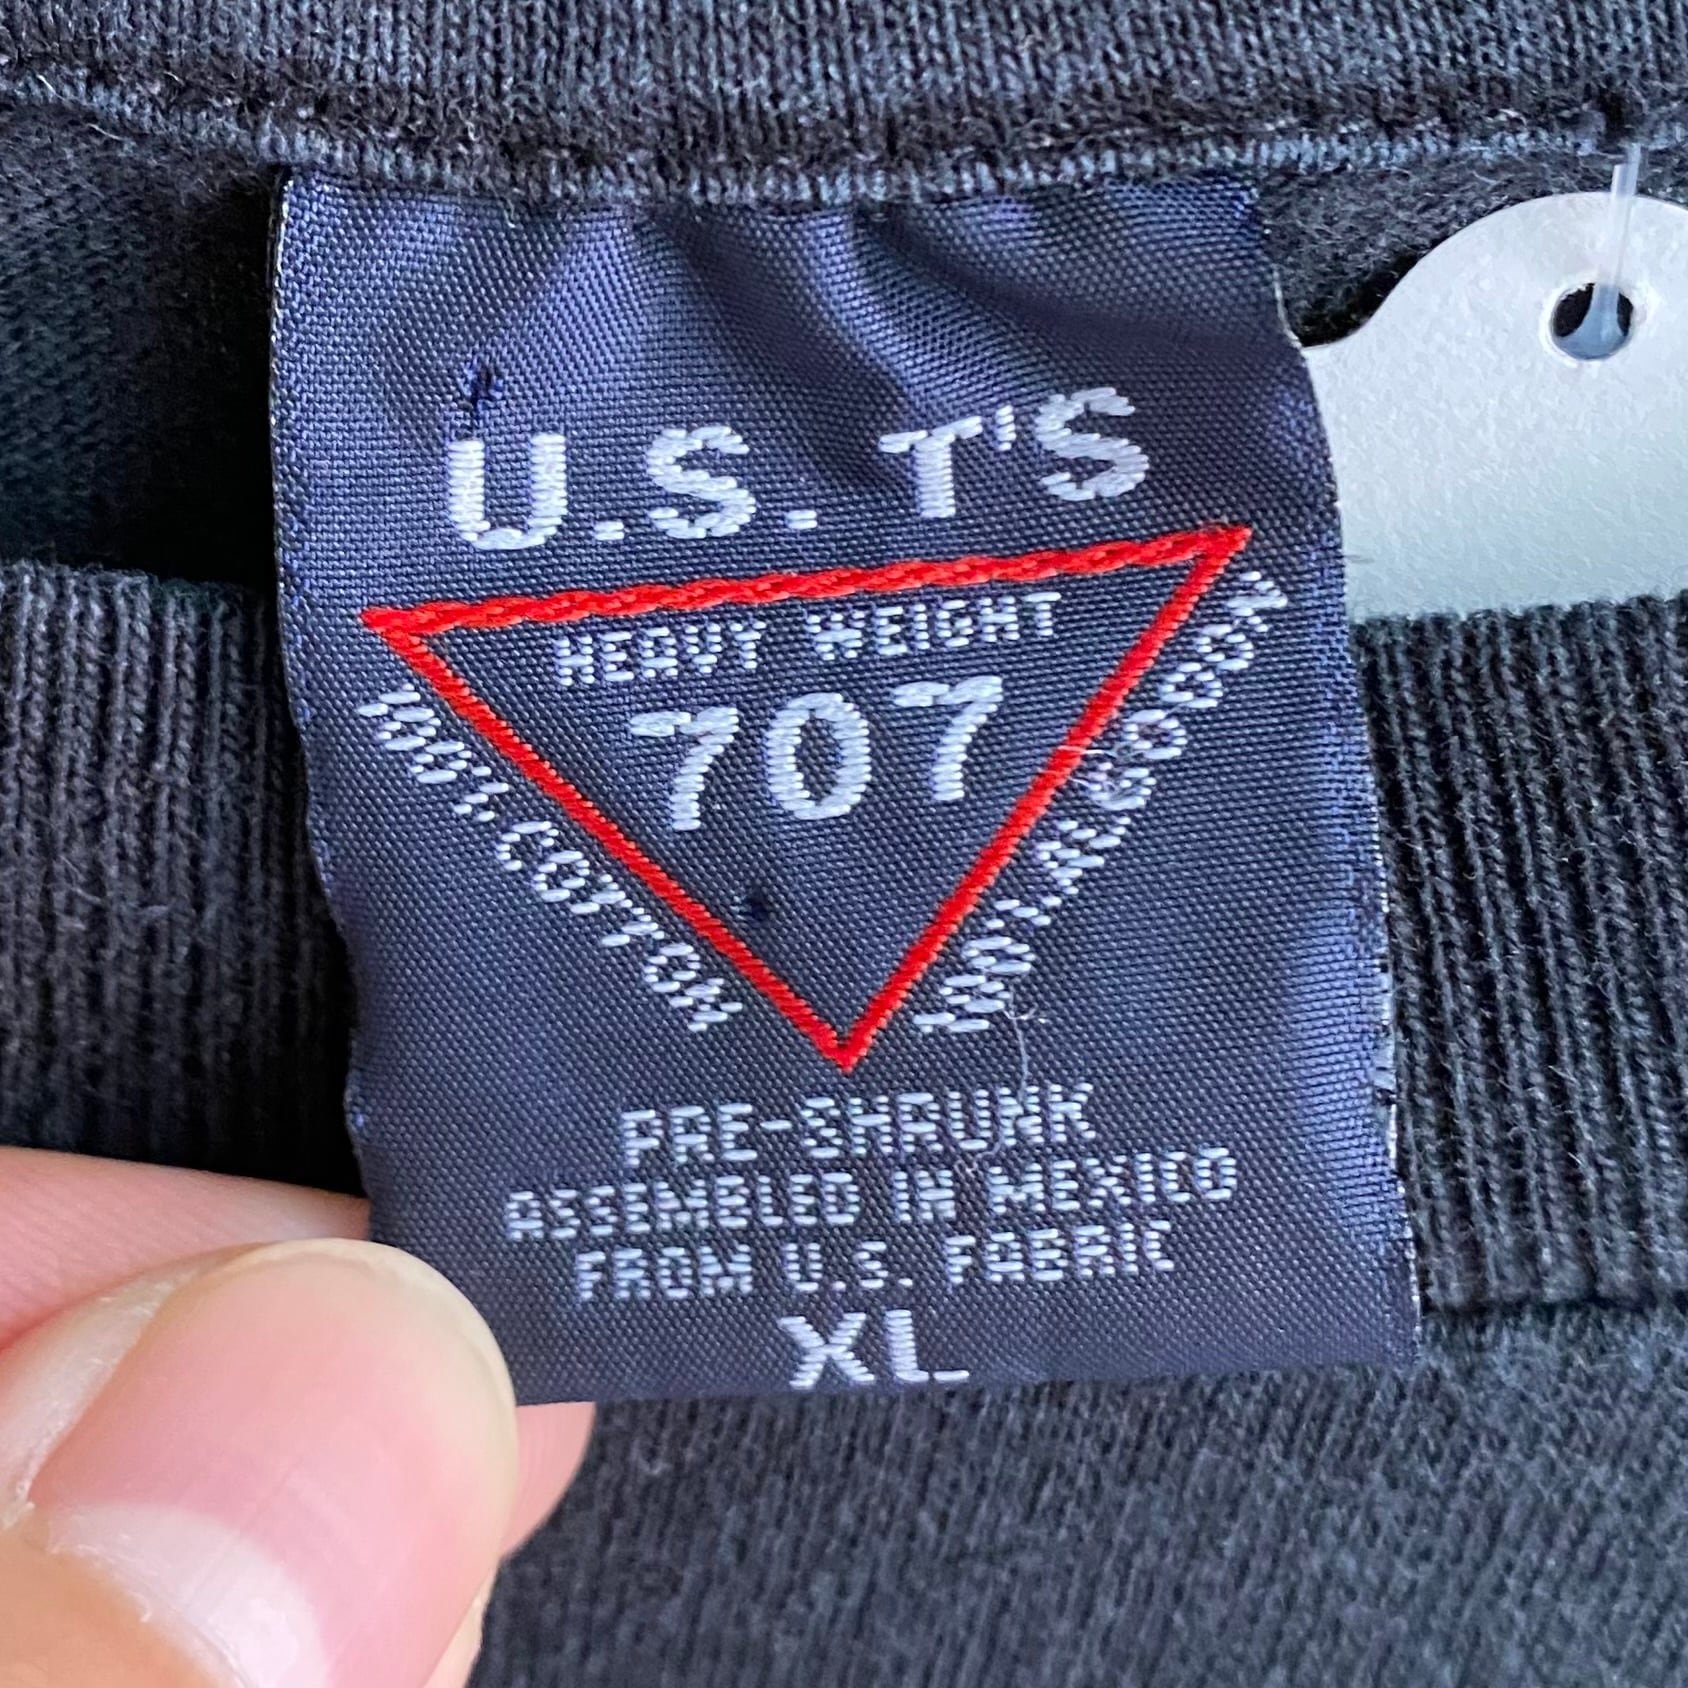 U.S. T'S
HEAVY WEIGHT
707
100% COTTON
100% ALGODON
PRE-SHRUNK
ASSEMBLED IN MEXICO
FROM U.S. FABRIC
XL